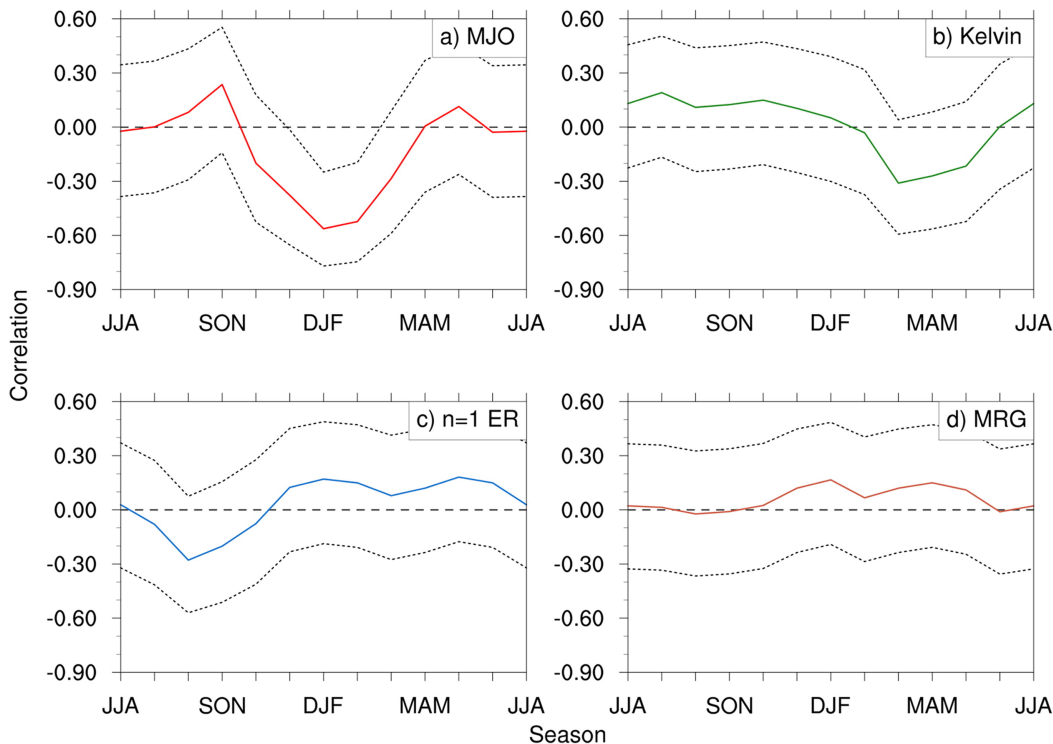 a) MJO
0.60
0.30
0.00
-0.30
-0.60
-0.90
JJA SON DJF MAM JJA
b) Kelvin
0.60
0.30
0.00
-0.30
-0.60
-0.90
JJA SON DJF MAM JJA
c) n=1 ER
0.60
0.30
0.00
-0.30
-0.60
-0.90
JJA SON DJF MAM JJA
d) MRG
0.60
0.30
0.00
-0.30
-0.60
-0.90
JJA SON DJF MAM JJA
Correlation
Season